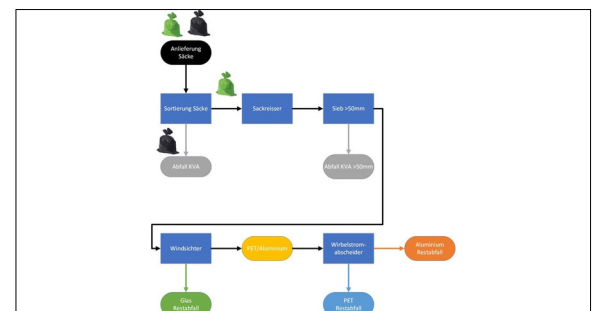 Anlieferung
Säcke
Sortierung Säcke
Sackreisser
Sieb >50mm
Abfall KVA
Abfall KVA >50mm
Windsichter
PET/Aluminium
Wirbelstrom-
abscheider
Aluminium
Restabfall
Glas
Restabfall
PET
Restabfall